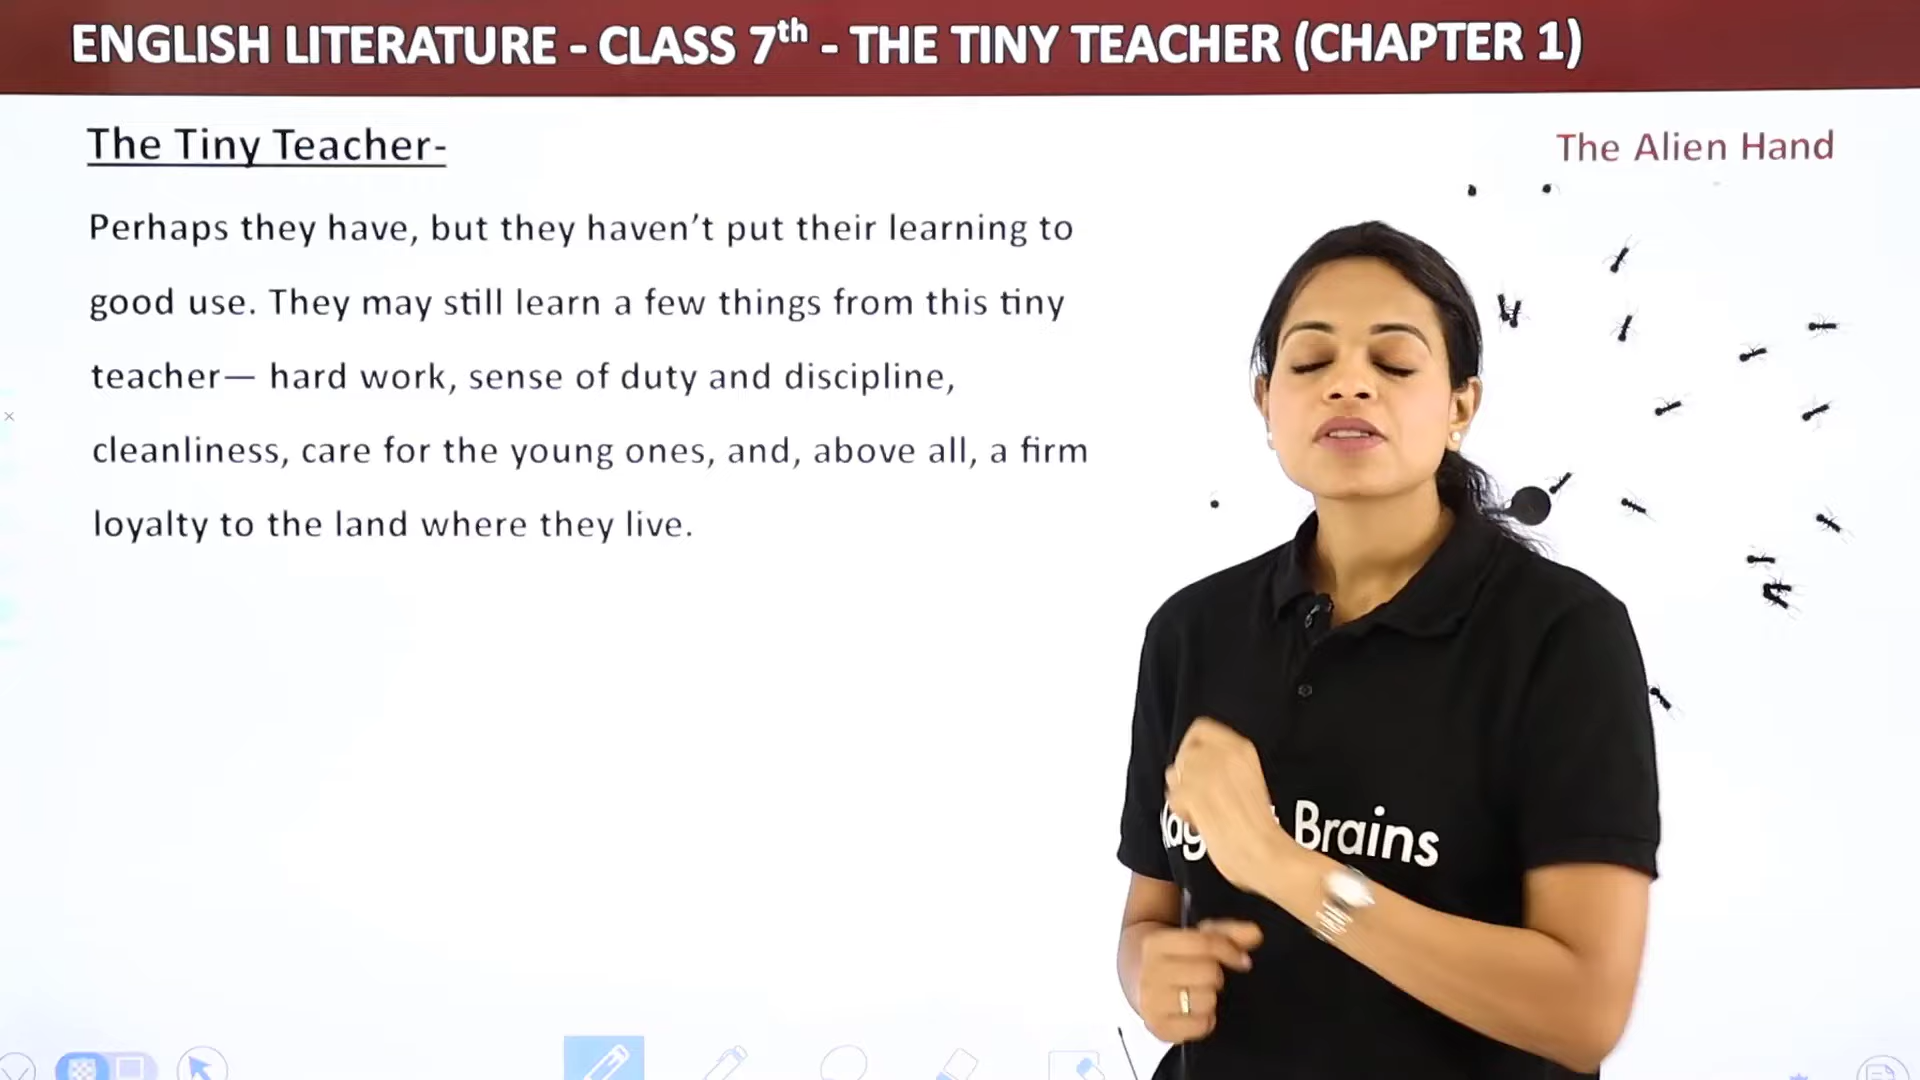 ENGLISH LITERATURE - CLASS 7th - THE TINY TEACHER (CHAPTER 1)
The Tiny Teacher-
The Alien Hand
Perhaps they have, but they haven’t put their learning to
good use. They may still learn a few things from this tiny
teacher— hard work, sense of duty and discipline,
cleanliness, care for the young ones, and, above all, a firm
loyalty to the land where they live.
Brains